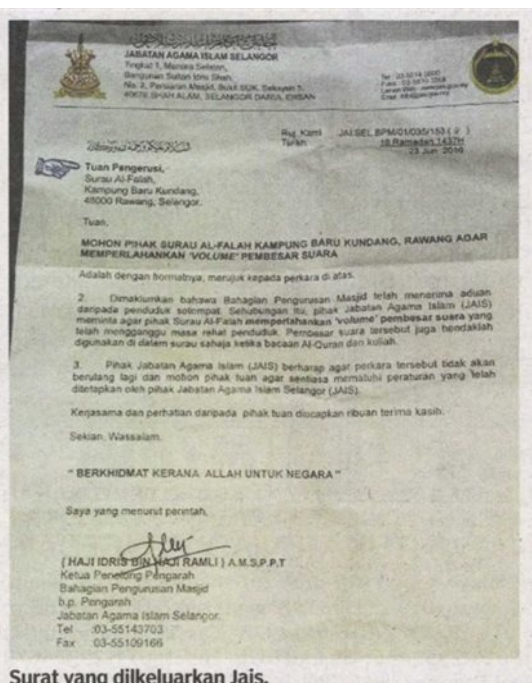 JABATAN AGAMA ISLAM SELANGOR
Tingkat 1, Menara Selatan,
Bangunan Sultan Idris Shah,
No. 2, Persiaran Masjid, Bukit SUK, Seksyen 5,
40676 SHAH ALAM, SELANGOR DARUL EHSAN
Ruj. Kami JAI.SEL.BPM/01/035/153
Tarikh 18 Ramadan 1437H
23 Jun 2016
Tuan Pengerusi,
Surau Al-Falah,
Kampung Baru Kundang,
48000 Rawang, Selangor.
Tuan,
MOHON PIHAK SURAU AL-FALAH KAMPUNG BARU KUNDANG, RAWANG AGAR
MEMPERLAHANKAN 'VOLUME' PEMBESAR SUARA
Adalah dengan hormatnya, merujuk kepada perkara di atas.
2. Dimaklumkan bahawa Bahagian Pengurusan Masjid telah menerima aduan
daripada penduduk setempat. Sehubungan itu, pihak Jabatan Agama Islam (JAIS)
meminta agar pihak Surau Al-Falah memperlahankan 'volume' pembesar suara yang
telah mengganggu masa rehat penduduk. Pembesar suara tersebut juga hendaklah
digunakan di dalam surau sahaja ketika bacaan Al-Quran dan kuliah.
3. Pihak Jabatan Agama Islam (JAIS) berharap agar perkara tersebut tidak akan
berulang lagi dan mohon pihak tuan agar sentiasa mematuhi peraturan yang telah
ditetapkan oleh pihak Jabatan Agama Islam Selangor (JAIS).
Kerjasama dan perhatian daripada pihak tuan diucapkan ribuan terima kasih.
Sekian, Wassalam.
" BERKHIDMAT KERANA ALLAH UNTUK NEGARA "
Saya yang menurut perintah,
( HAJI IDRIS BIN HAJI RAMLI ) A.M.S.P.P.T
Ketua Penolong Pengarah
Bahagian Pengurusan Masjid
b.p. Pengarah
Jabatan Agama Islam Selangor.
Tel :03-55143703
Fax 03-55109166
Surat yang dilkeluarkan Jais.